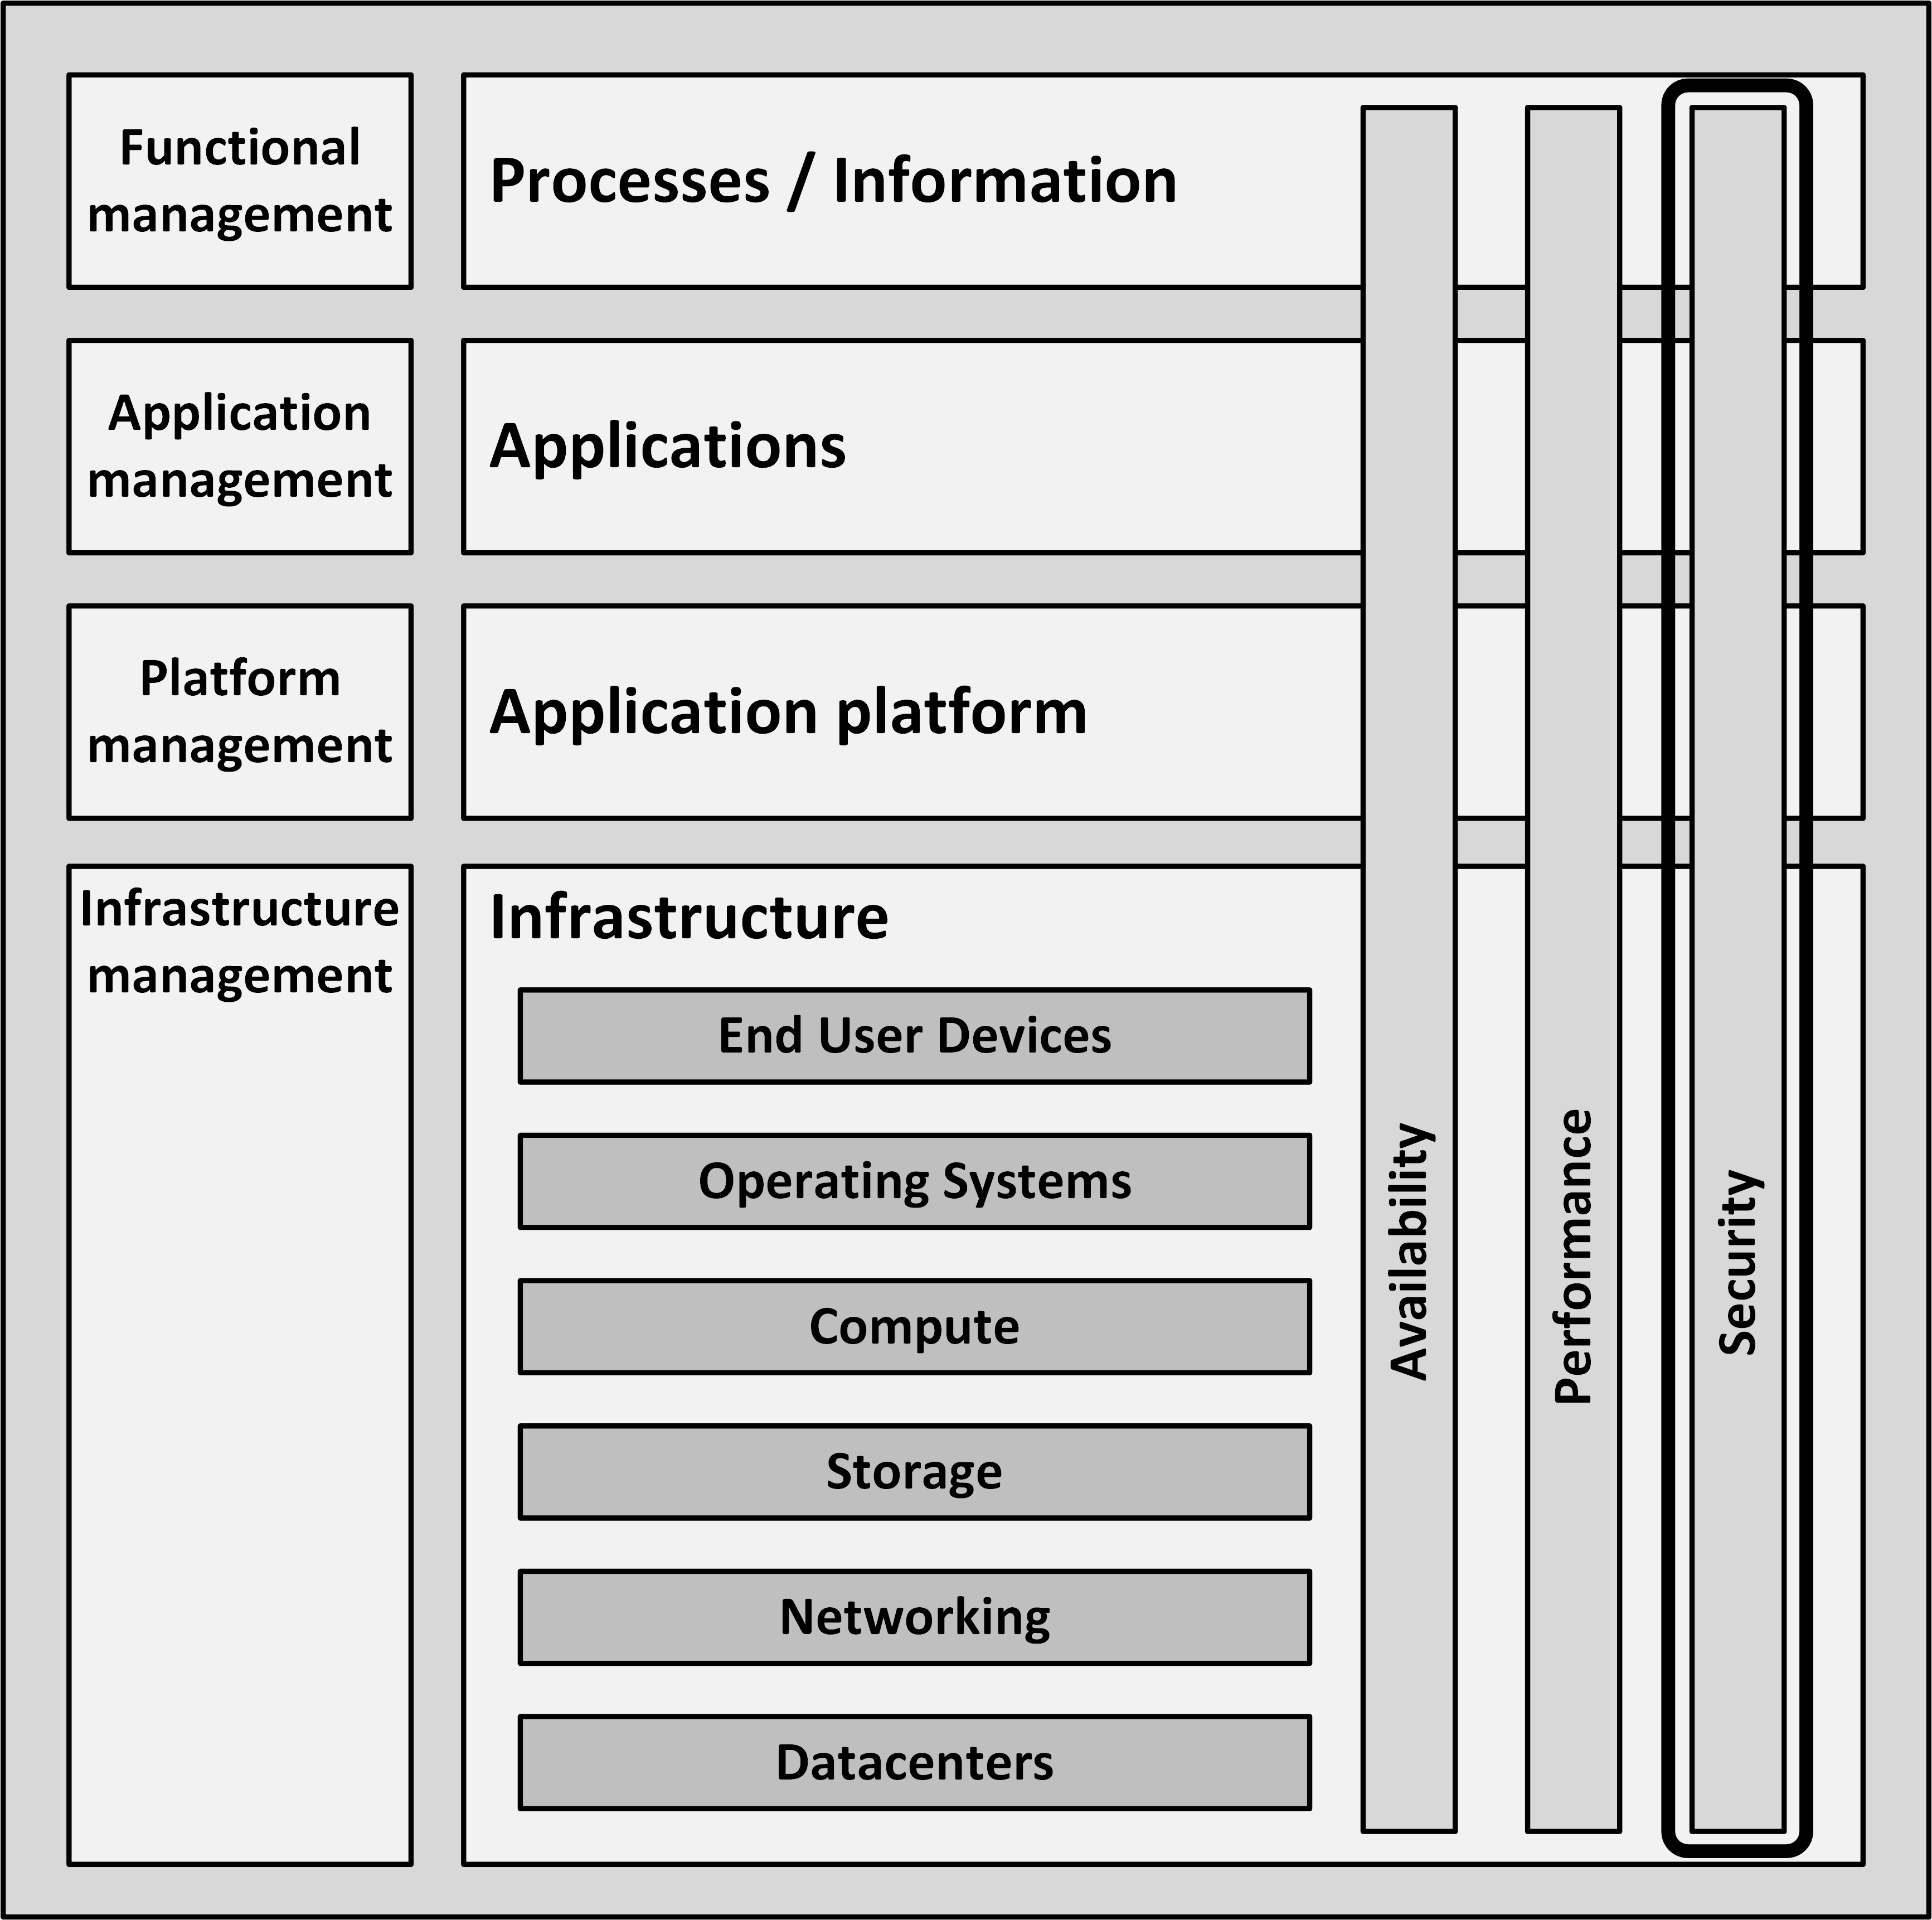 Functional
management
Processes / Information
Application
management
Applications
Platform
management
Application platform
Infrastructure
management
Infrastructure
End User Devices
Operating Systems
Compute
Storage
Networking
Datacenters
Availability
Performance
Security